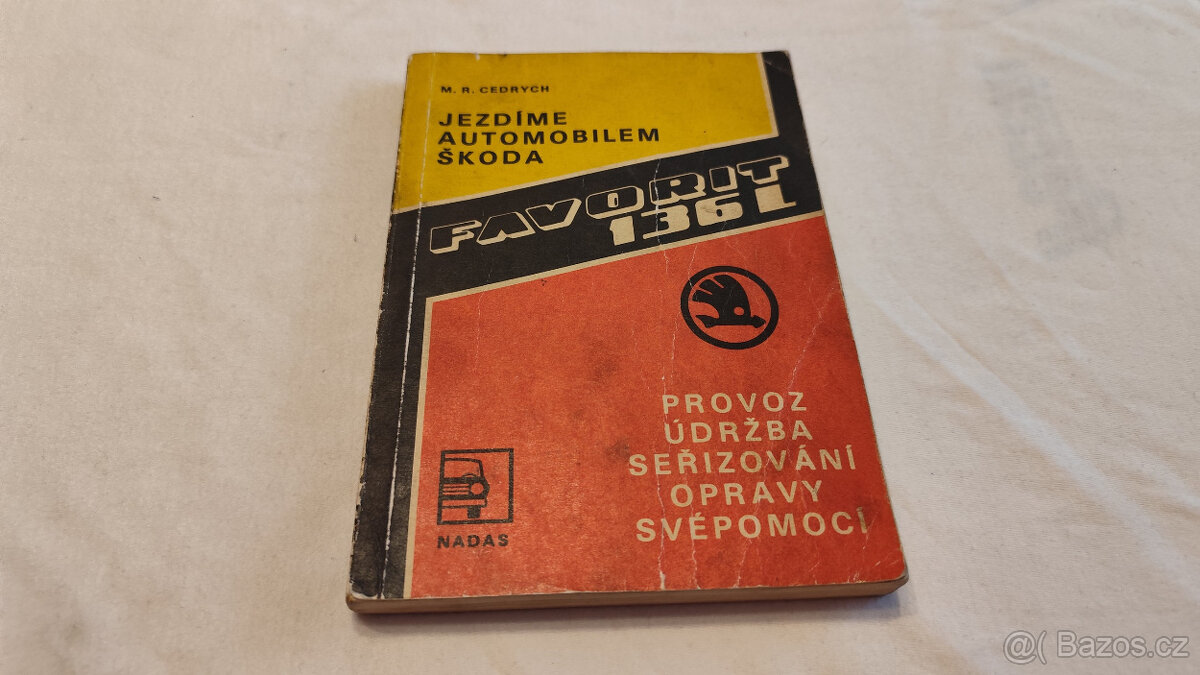 M. R. CEDRYCH
JEZDÍME
AUTOMOBILEM
ŠKODA
FAVORIT
136 L
PROVOZ
ÚDRŽBA
SEŘIZOVÁNÍ
OPRAVY
SVÉPOMOCÍ
NADAS
@( Bazos.cz